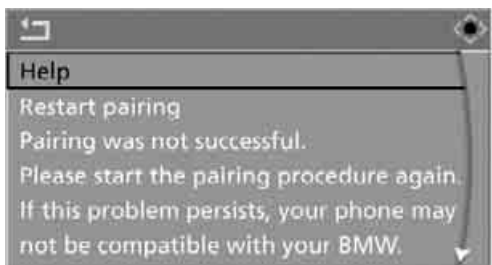 Help
Restart pairing
Pairing was not successful.
Please start the pairing procedure again.
If this problem persists, your phone may
not be compatible with your BMW.